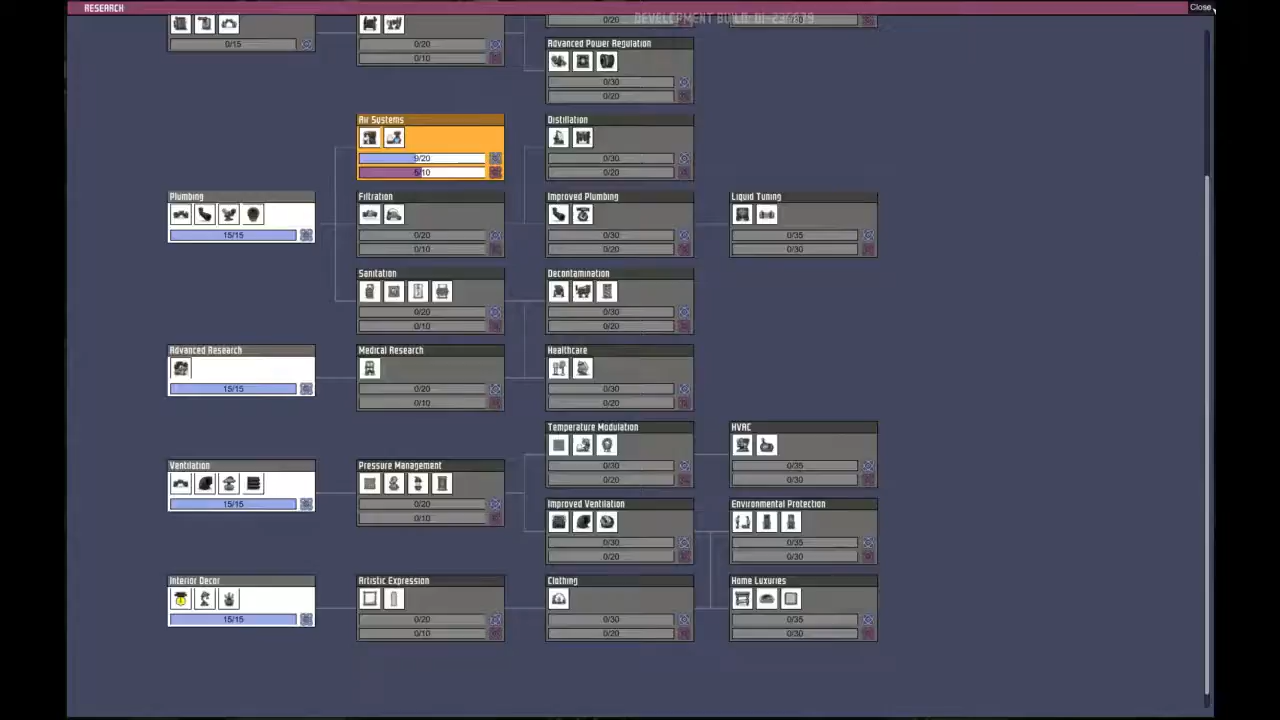 RESEARCH
Close
0/20
0/15
0/20
0/10
Advanced Power Regulation
0/30
0/20
Air Systems
9/20
5/10
Distillation
0/30
0/20
Plumbing
15/15
Filtration
0/20
0/10
Improved Plumbing
0/30
0/20
Liquid Tuning
0/35
0/30
Sanitation
0/20
0/10
Decontamination
0/30
0/20
Advanced Research
15/15
Medical Research
0/20
0/10
Healthcare
0/30
0/20
Temperature Modulation
0/30
0/20
HVAC
0/35
0/30
Ventilation
15/15
Pressure Management
0/20
0/10
Improved Ventilation
0/30
0/20
Environmental Protection
0/35
0/30
Interior Decor
15/15
Artistic Expression
0/20
0/10
Clothing
0/30
0/20
Home Luxuries
0/35
0/30